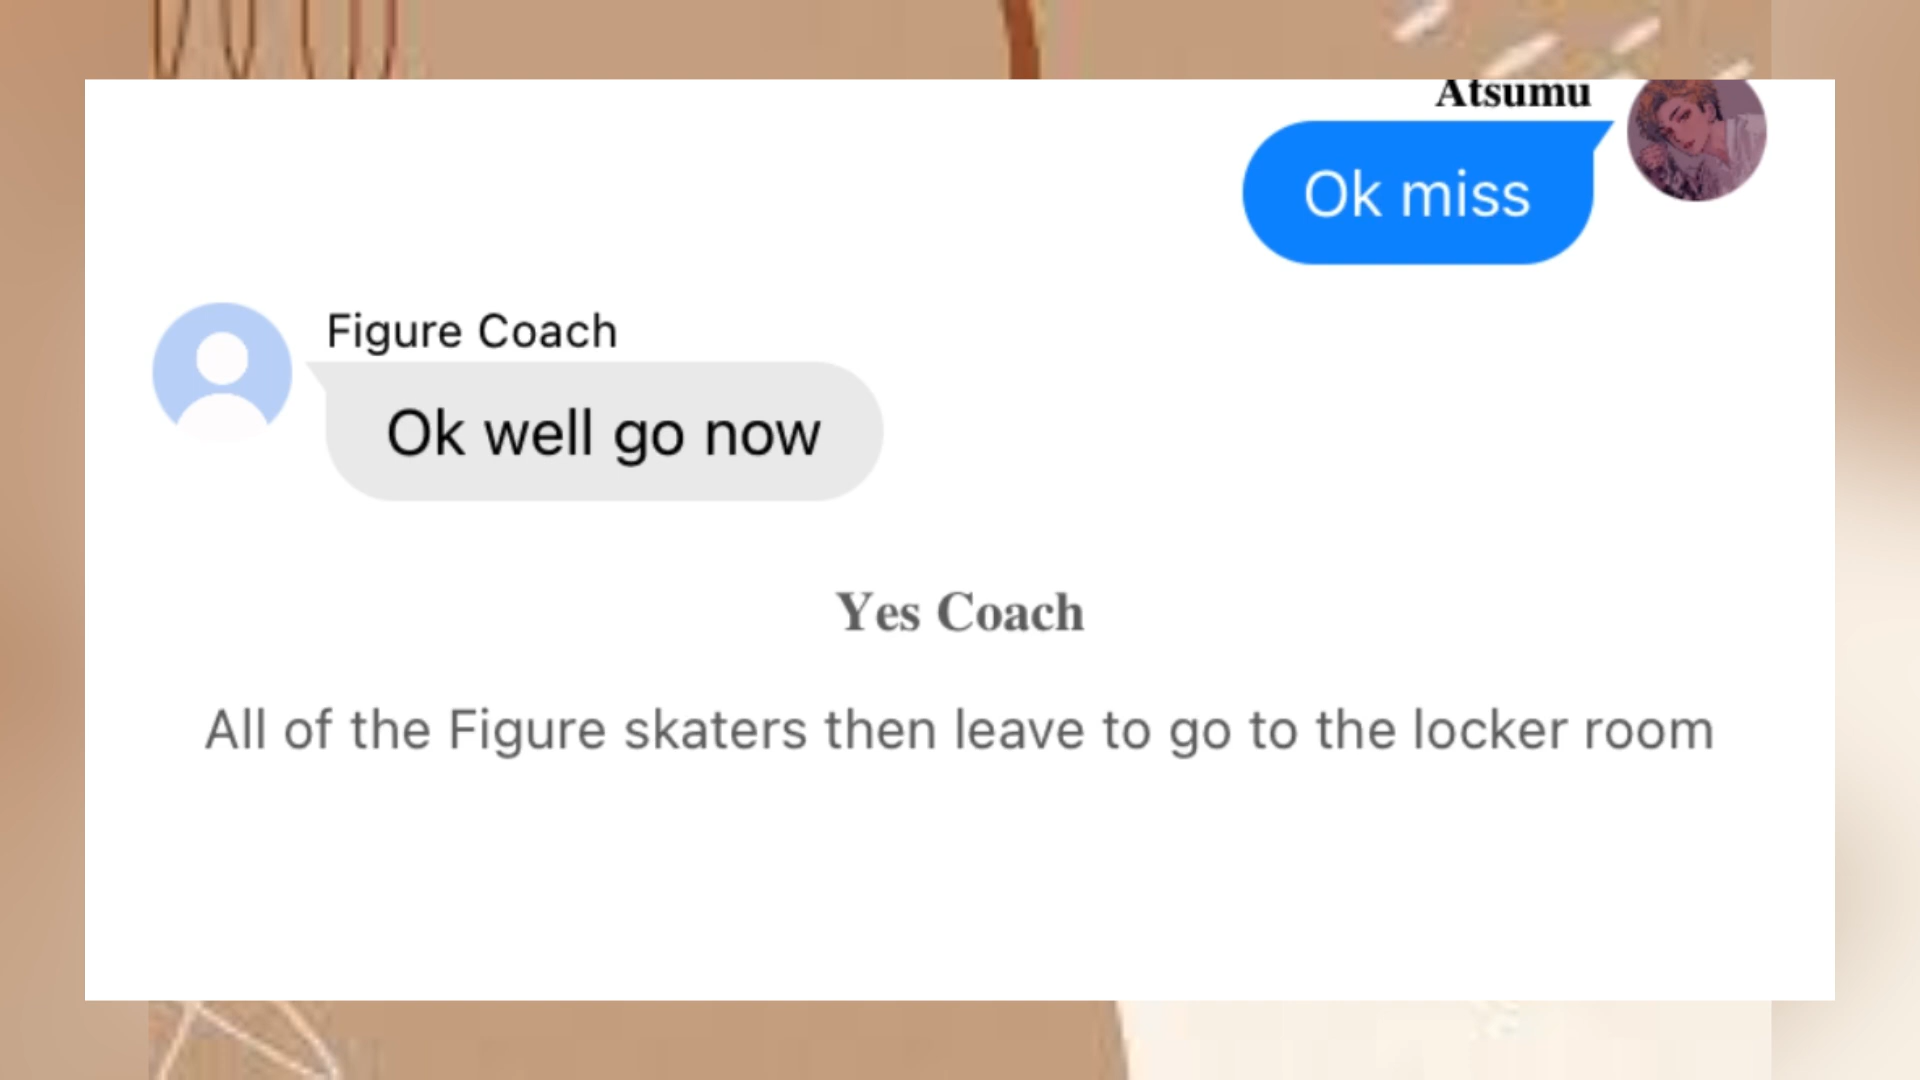 Atsumu
Ok miss
Figure Coach
Ok well go now
Yes Coach
All of the Figure skaters then leave to go to the locker room